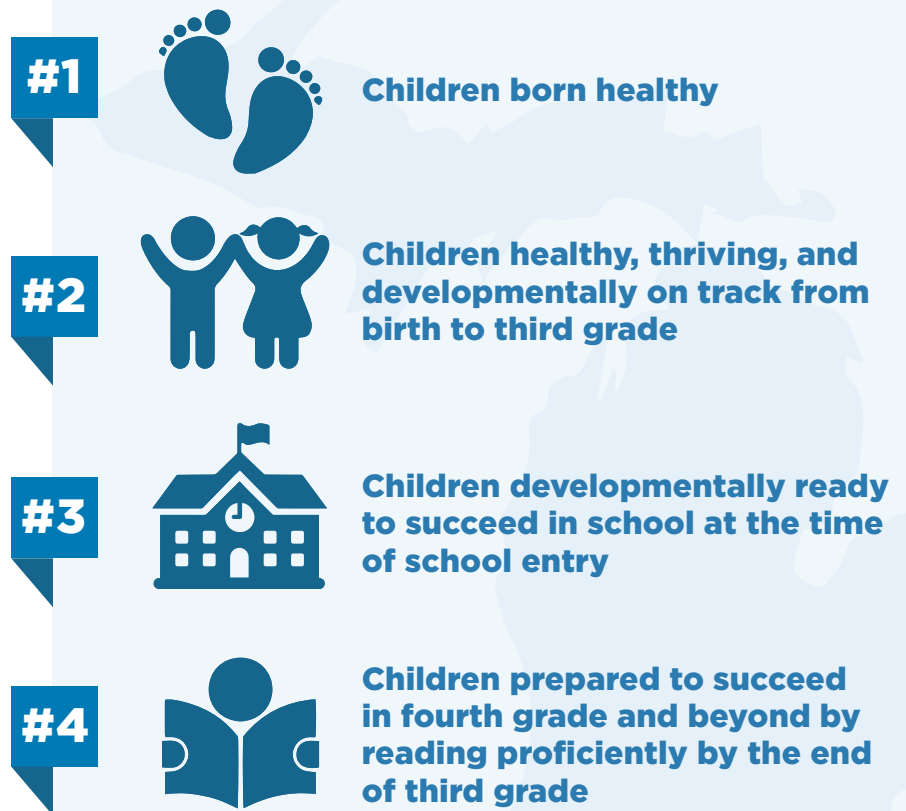 #1
Children born healthy
#2
Children healthy, thriving, and
developmentally on track from
birth to third grade
#3
Children developmentally ready
to succeed in school at the time
of school entry
#4
Children prepared to succeed
in fourth grade and beyond by
reading proficiently by the end
of third grade